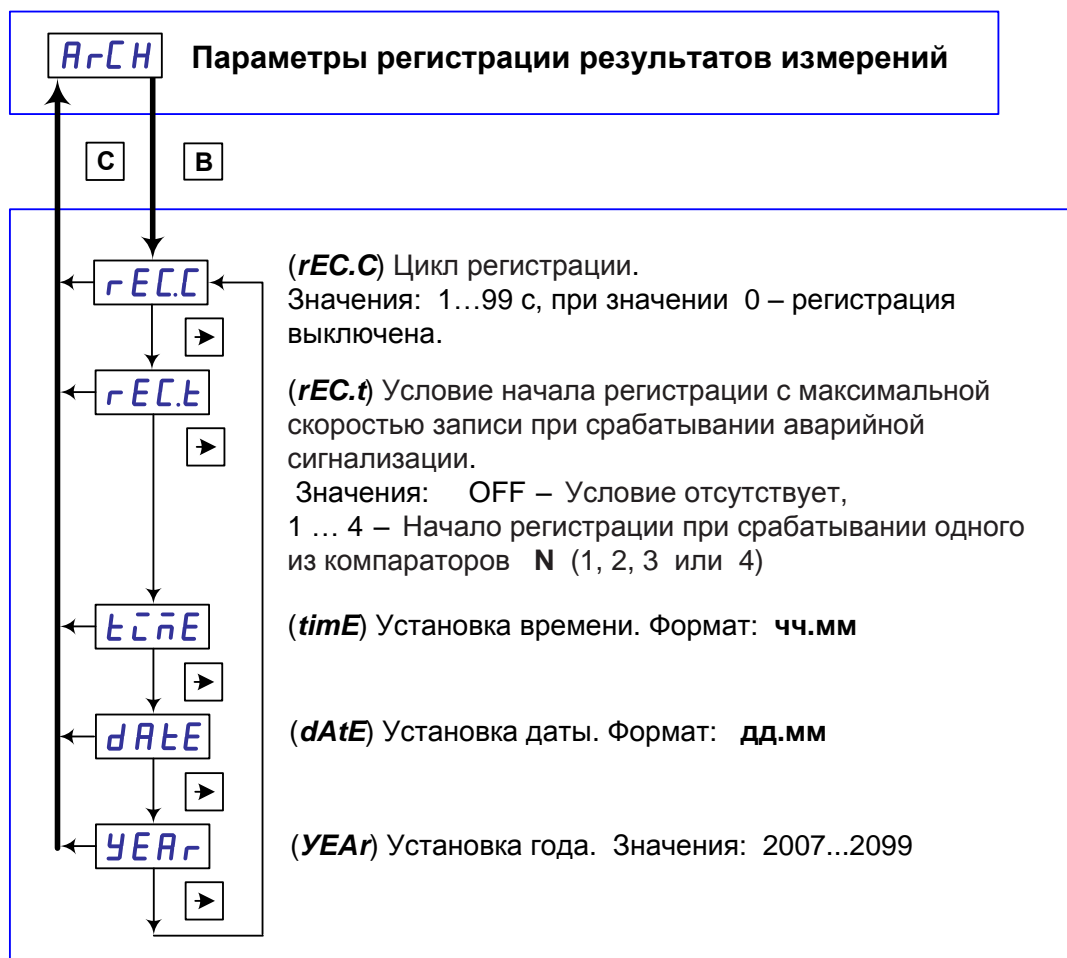 ArCH Параметры регистрации результатов измерений
C B
rEC.C (rEC.C) Цикл регистрации.
Значения: 1…99 с, при значении 0 – регистрация
выключена.
rEC.t (rEC.t) Условие начала регистрации с максимальной
скоростью записи при срабатывании аварийной
сигнализации.
Значения: OFF – Условие отсутствует,
1 … 4 – Начало регистрации при срабатывании одного
из компараторов N (1, 2, 3 или 4)
timE (timE) Установка времени. Формат: чч.мм
dAtE (dAtE) Установка даты. Формат: дд.мм
YEAr (YEAr) Установка года. Значения: 2007...2099